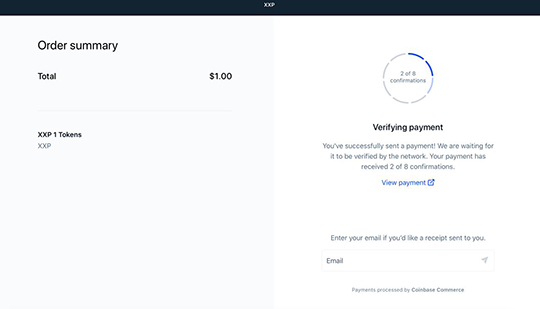 XXP
Order summary
Total $1.00
XXP 1 Tokens
XXP
2 of 8
confirmations
Verifying payment
You've successfully sent a payment! We are waiting for
it to be verified by the network. Your payment has
received 2 of 8 confirmations.
View payment
Enter your email if you'd like a receipt sent to you.
Email
Payments processed by Coinbase Commerce